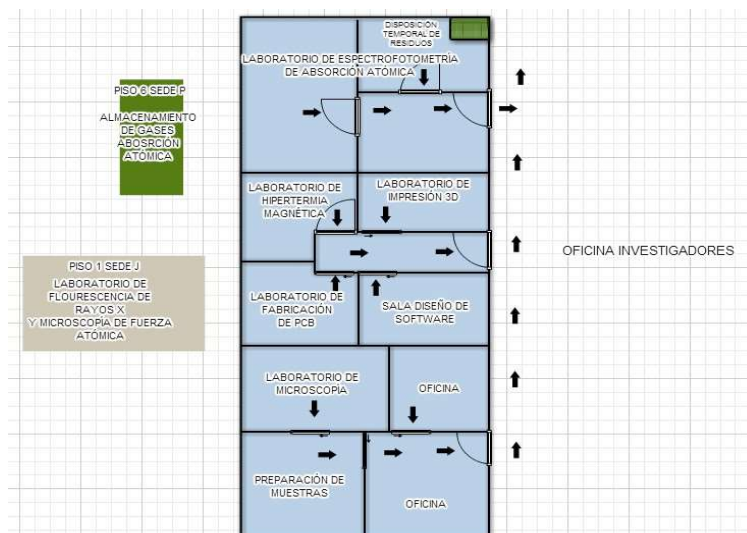 DISPOSICIÓN
TEMPORAL DE
RESIDUOS
LABORATORIO DE ESPECTROFOTOMETRÍA
DE ABSORCIÓN ATÓMICA
PISO 6 SEDE P
ALMACENAMIENTO
DE GASES
ABOSRCIÓN
ATÓMICA
LABORATORIO DE
HIPERTERMIA
MAGNÉTICA
LABORATORIO DE
IMPRESIÓN 3D
OFICINA INVESTIGADORES
PISO 1 SEDE J
LABORATORIO DE
FLOURESCENCIA DE
RAYOS X
Y MICROSCOPÍA DE FUERZA
ATÓMICA
LABORATORIO DE
FABRICACIÓN
DE PCB
SALA DISEÑO DE
SOFTWARE
LABORATORIO DE
MICROSCOPÍA
OFICINA
PREPARACIÓN DE
MUESTRAS
OFICINA